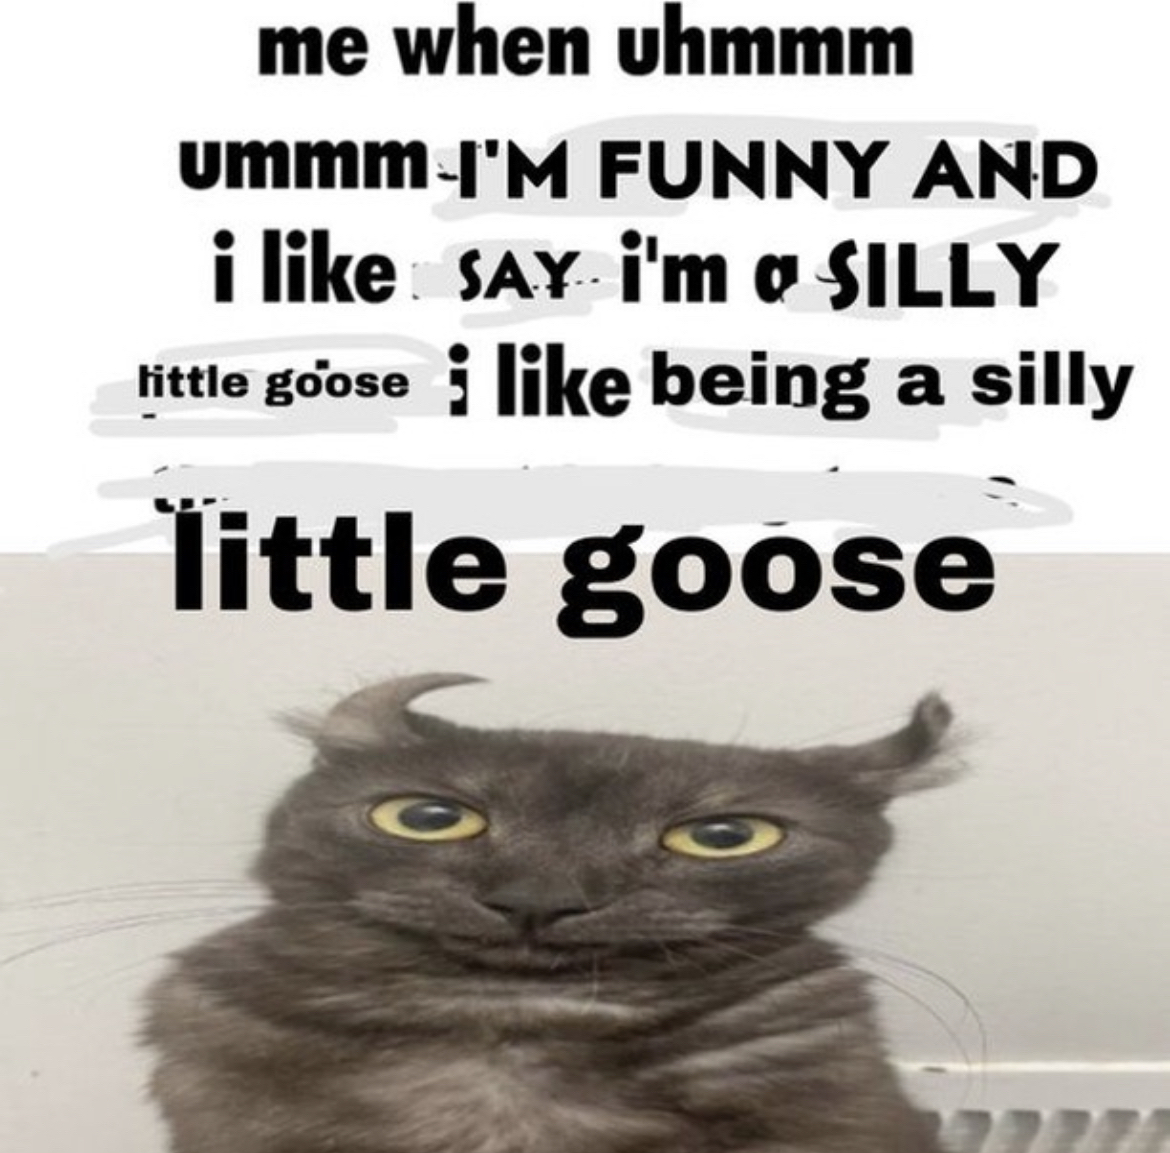 me when uhmmm
ummm I'M FUNNY AND
i like SAY i'm a SILLY
little goose i like being a silly
little goose